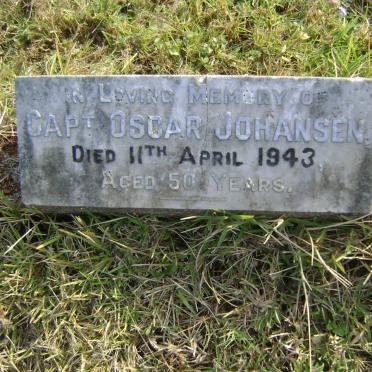 In Loving Memory of
Capt. Oscar Johansen,
Died 11th April 1943
Aged 50 Years.